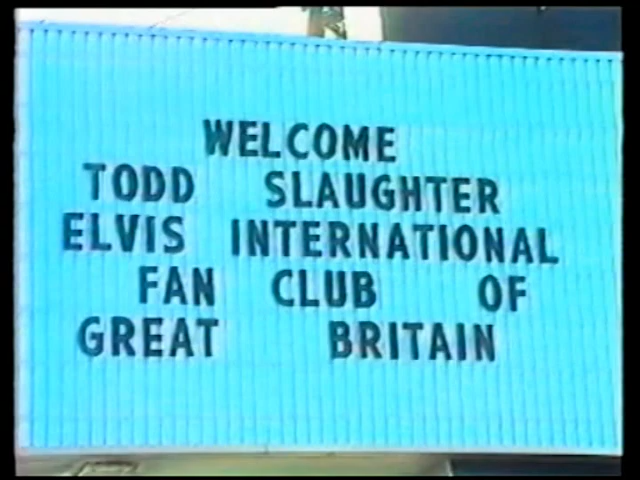 WELCOME
TODD SLAUGHTER
ELVIS INTERNATIONAL
FAN CLUB OF
GREAT BRITAIN